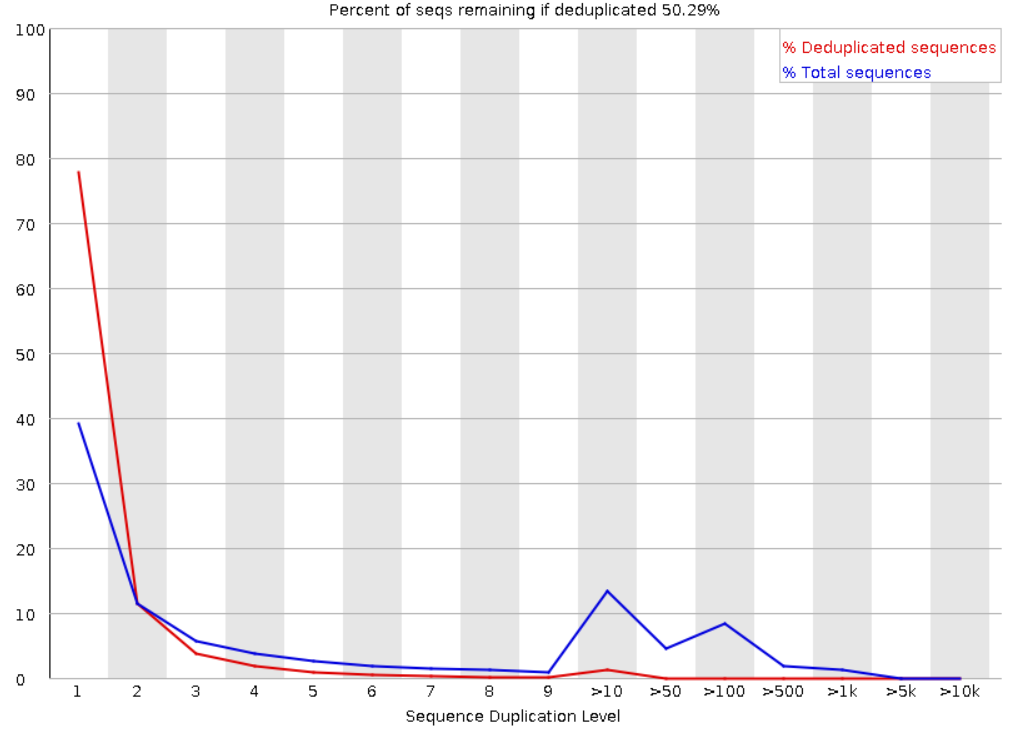 Percent of seqs remaining if deduplicated 50.29%
% Deduplicated sequences
% Total sequences
100
90
80
70
60
50
40
30
20
10
0
1 2 3 4 5 6 7 8 9 >10 >50 >100 >500 >1k >5k >10k
Sequence Duplication Level